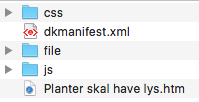 css
dkmanifest.xml
file
js
Planter skal have lys.htm